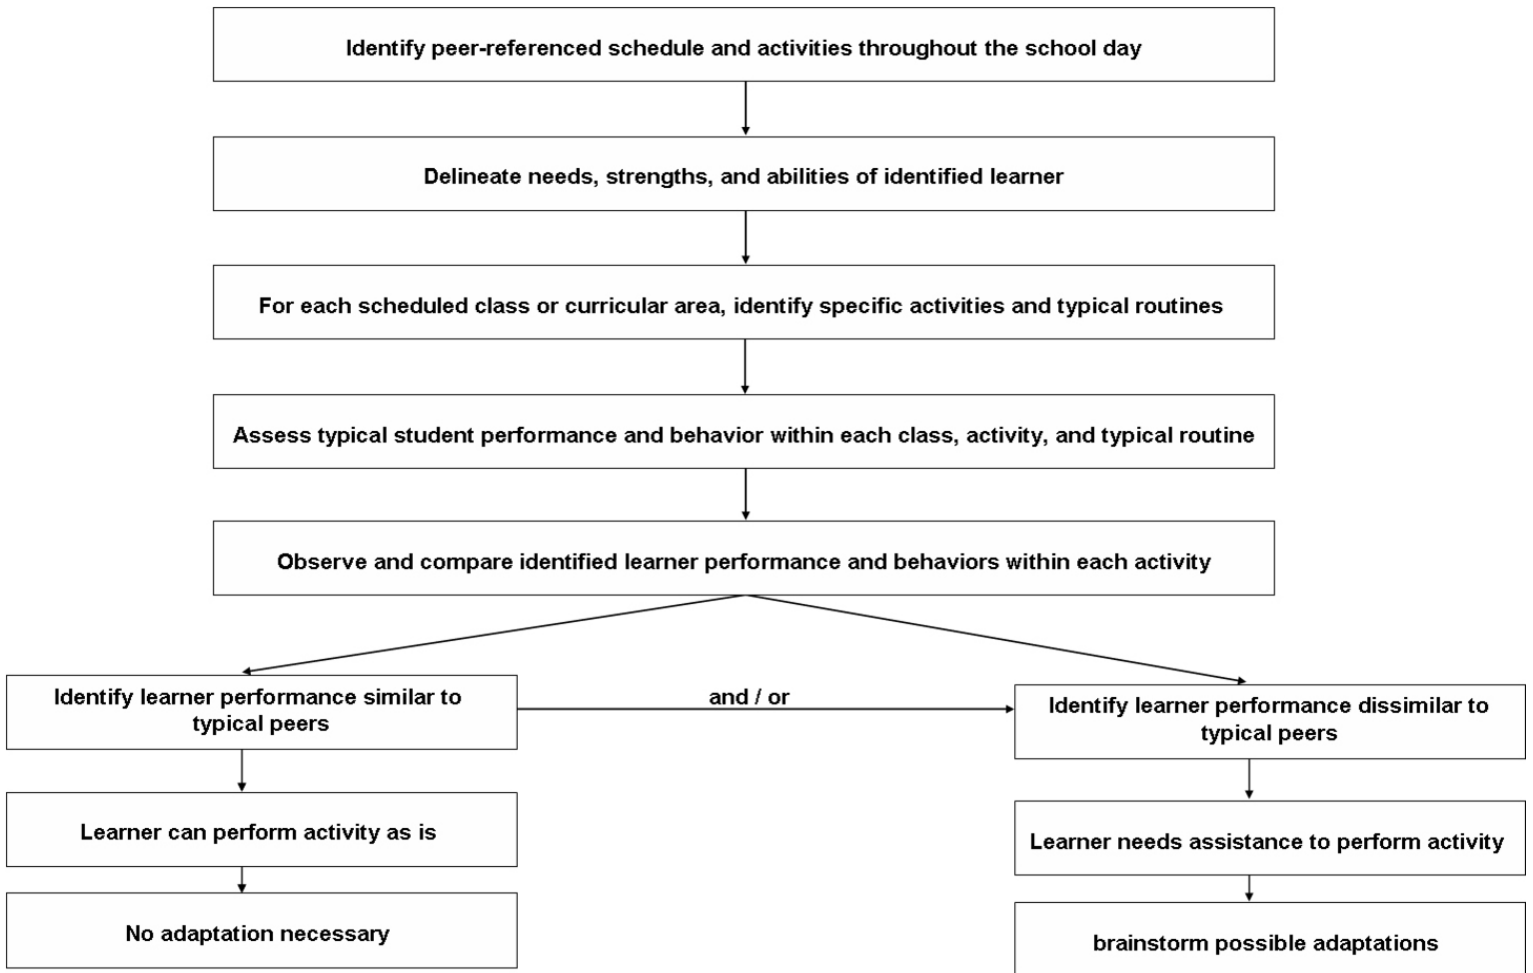 Identify peer-referenced schedule and activities throughout the school day
Delineate needs, strengths, and abilities of identified learner
For each scheduled class or curricular area, identify specific activities and typical routines
Assess typical student performance and behavior within each class, activity, and typical routine
Observe and compare identified learner performance and behaviors within each activity
Identify learner performance similar to
typical peers
and / or
Identify learner performance dissimilar to
typical peers
Learner can perform activity as is
Learner needs assistance to perform activity
No adaptation necessary
brainstorm possible adaptations